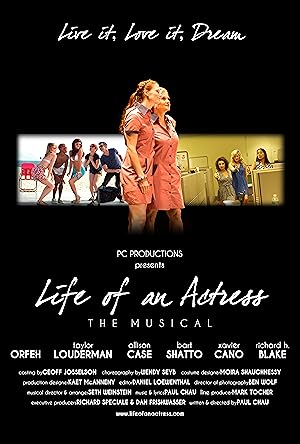 Live it, Love it, Dream
PC PRODUCTIONS
presents
Life of an Actress
THE MUSICAL
ORFEH taylor LOUDERMAN allison CASE bart SHATTO xavier CANO richard h. BLAKE
casting by GEOFF JOSSELSON choreography by WENDY SEYB costume designs MOIRA SHAUGHNESSY
production designs KAET McANNENY editor DANIEL LOEWENTHAL director of photography BEN WOLF
musical director & arranger SETH WEINSTEIN music & lyrics PAUL CHAU line produce MARK TOCHER
executive producers RICHARD SPECIALE & DAN FRISHWASSER written & directed by PAUL CHAU
www.lifeofanactress.com